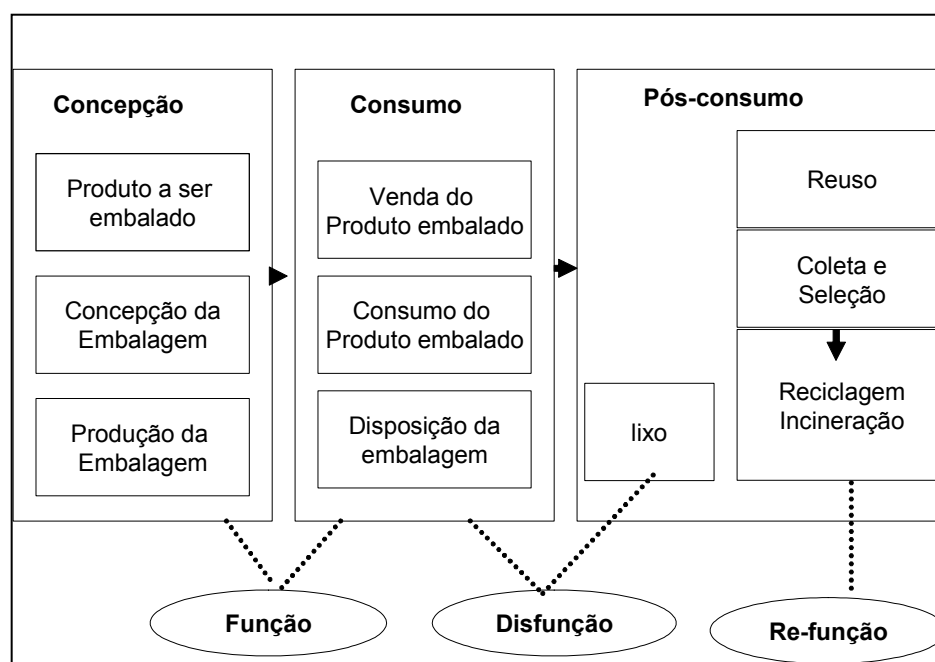 Concepção
Produto a ser
embalado
Concepção da
Embalagem
Produção da
Embalagem
Consumo
Venda do
Produto embalado
Consumo do
Produto embalado
Disposição da
embalagem
Pós-consumo
Reuso
Coleta e
Seleção
Reciclagem
Incineração
lixo
Função
Disfunção
Re-função